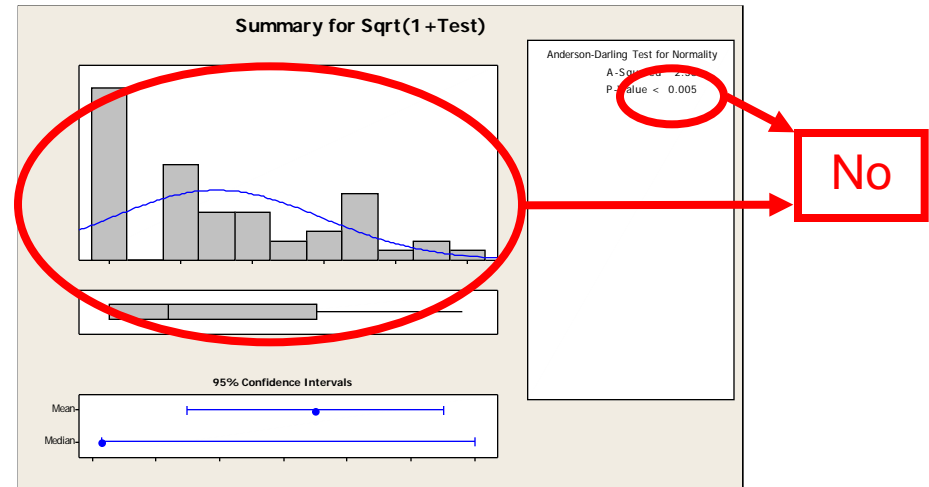 Summary for Sqrt(1+Test)
Anderson-Darling Test for Normality
A-Squared
P-Value < 0.005
No
95% Confidence Intervals
Mean
Median